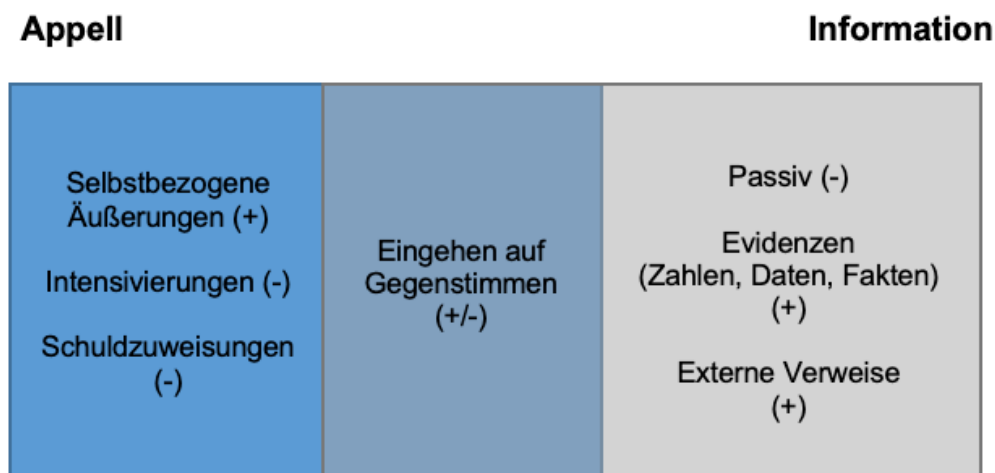 Appell
Information
Selbstbezogene
Äußerungen (+)
Intensivierungen (-)
Schuldzuweisungen
(-)
Eingehen auf
Gegenstimmen
(+/-)
Passiv (-)
Evidenzen
(Zahlen, Daten, Fakten)
(+)
Externe Verweise
(+)